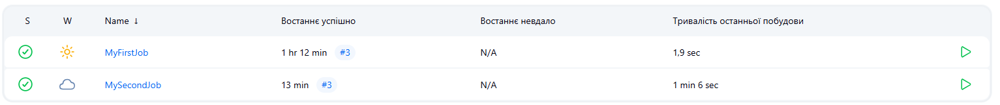 S W Name ↓ Востаннє успішно Востаннє невдало Тривалість останньої побудови
MyFirstJob 1 hr 12 min #3 N/A 1,9 sec
MySecondJob 13 min #3 N/A 1 min 6 sec